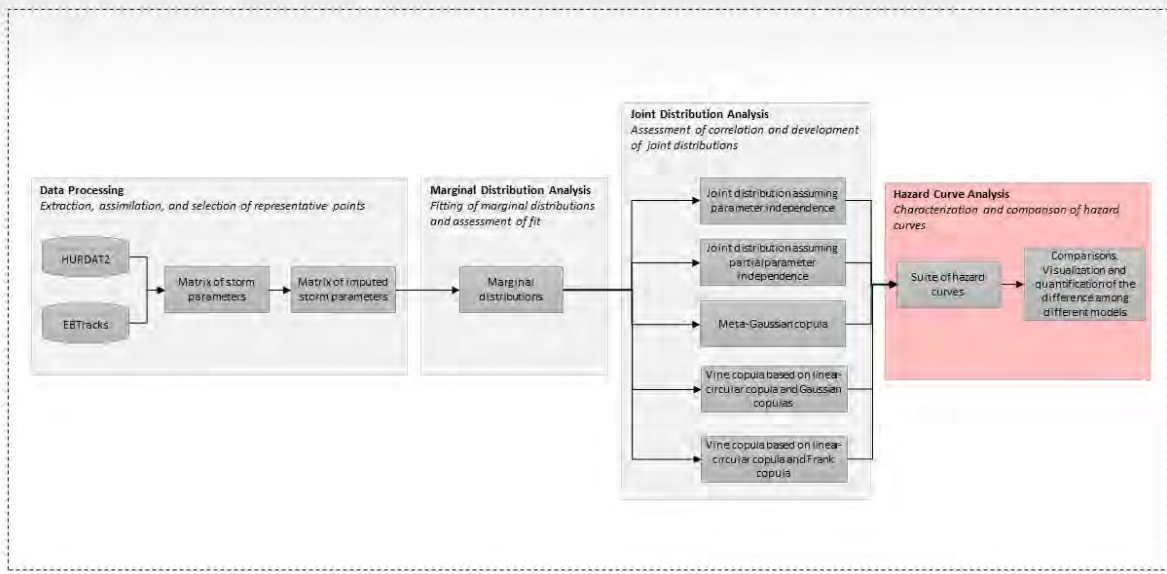 Data Processing
Extraction, assimilation, and selection of representative points
HURDAT2
EBTracks
Matrix of storm
parameters
Matrix of imputed
storm parameters
Marginal Distribution Analysis
Fitting of marginal distributions
and assessment of fit
Marginal
distributions
Joint Distribution Analysis
Assessment of correlation and development
of joint distributions
Joint distribution assuming
parameter independence
Joint distribution assuming
partial parameter
independence
Meta-Gaussian copula
Vine copula based on linear-
circular copula and Gaussian
copulas
Vine copula based on linear-
circular copula and Frank
copula
Hazard Curve Analysis
Characterization and comparison of hazard
curves
Suite of hazard
curves
Comparisons,
Visualization and
quantification of the
difference among
different models